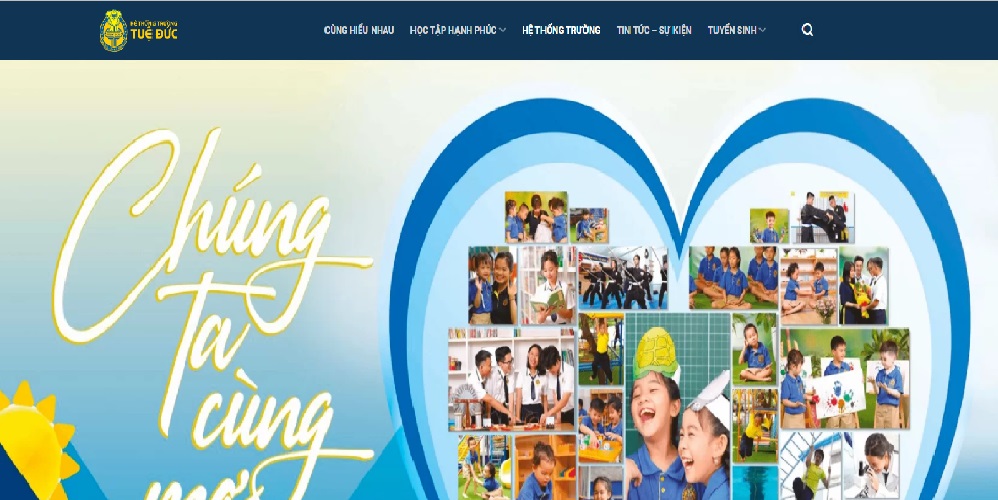 HỆ THỐNG TRƯỜNG
TUỆ ĐỨC
CÙNG HIỂU NHAU
HỌC TẬP HẠNH PHÚC
HỆ THỐNG TRƯỜNG
TIN TỨC – SỰ KIỆN
TUYỂN SINH
Chúng
ta
cùng